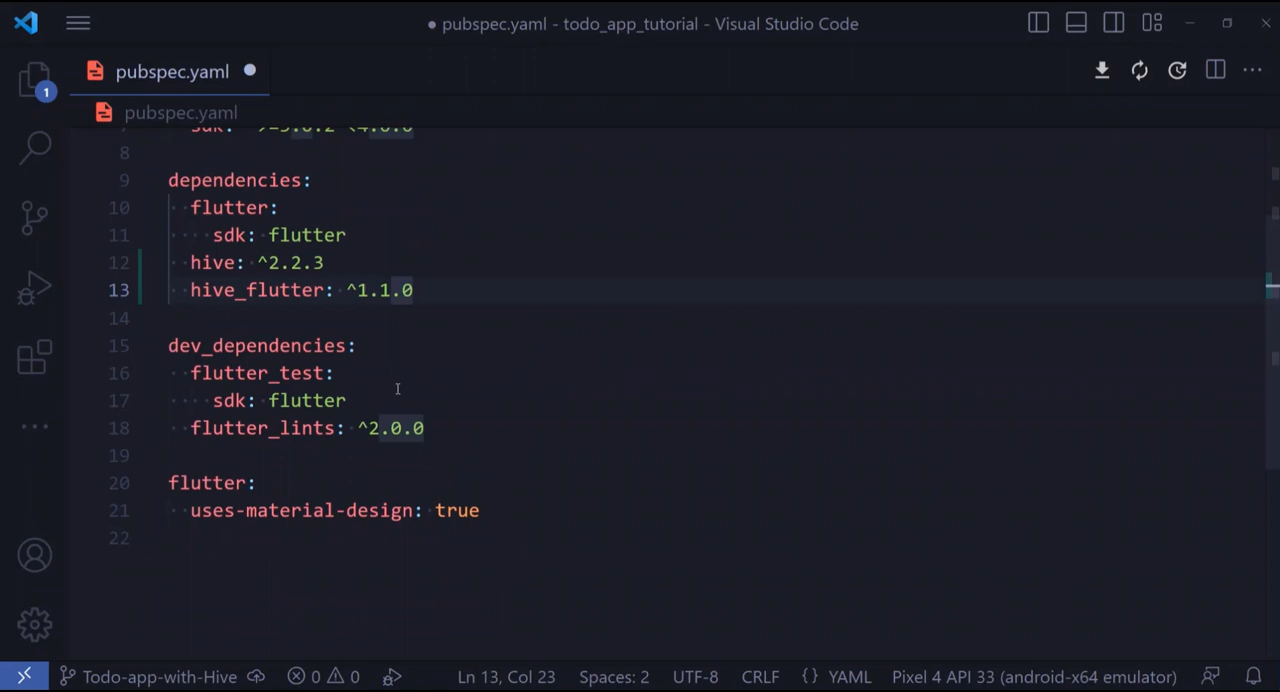 ● pubspec.yaml - todo_app_tutorial - Visual Studio Code
pubspec.yaml
1
pubspec.yaml
8
9 dependencies:
10 flutter:
11 sdk: flutter
12 hive: ^2.2.3
13 hive_flutter: ^1.1.0
14
15 dev_dependencies:
16 flutter_test:
17 sdk: flutter
18 flutter_lints: ^2.0.0
19
20 flutter:
21 uses-material-design: true
22
Todo-app-with-Hive 0 0 Ln 13, Col 23 Spaces: 2 UTF-8 CRLF {} YAML Pixel 4 API 33 (android-x64 emulator)